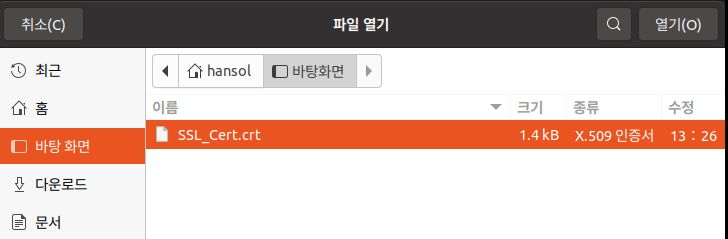 취소(C) 파일 열기 열기(O)
최근
홈
바탕 화면
다운로드
문서
hansol 바탕화면
이름 크기 종류 수정
SSL_Cert.crt 1.4 kB X.509 인증서 13 : 26